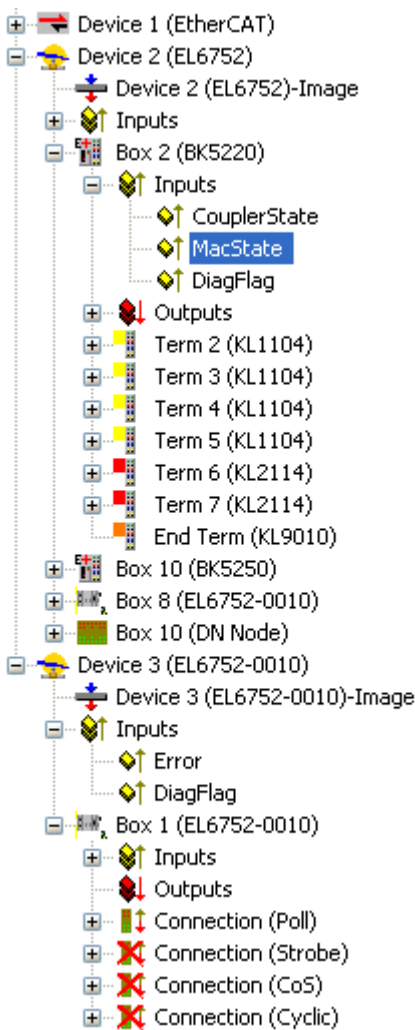 Device 1 (EtherCAT)
Device 2 (EL6752)
Device 2 (EL6752)-Image
Inputs
Box 2 (BK5220)
Inputs
CouplerState
MacState
DiagFlag
Outputs
Term 2 (KL1104)
Term 3 (KL1104)
Term 4 (KL1104)
Term 5 (KL1104)
Term 6 (KL2114)
Term 7 (KL2114)
End Term (KL9010)
Box 10 (BK5250)
Box 8 (EL6752-0010)
Box 10 (DN Node)
Device 3 (EL6752-0010)
Device 3 (EL6752-0010)-Image
Inputs
Error
DiagFlag
Box 1 (EL6752-0010)
Inputs
Outputs
Connection (Poll)
Connection (Strobe)
Connection (CoS)
Connection (Cyclic)